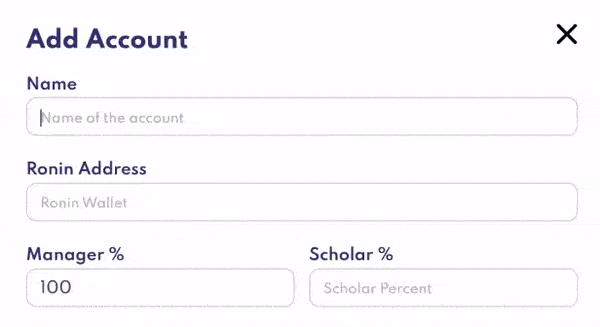 Add Account
Name
Name of the account
Ronin Address
Ronin Wallet
Manager % Scholar %
100 Scholar Percent